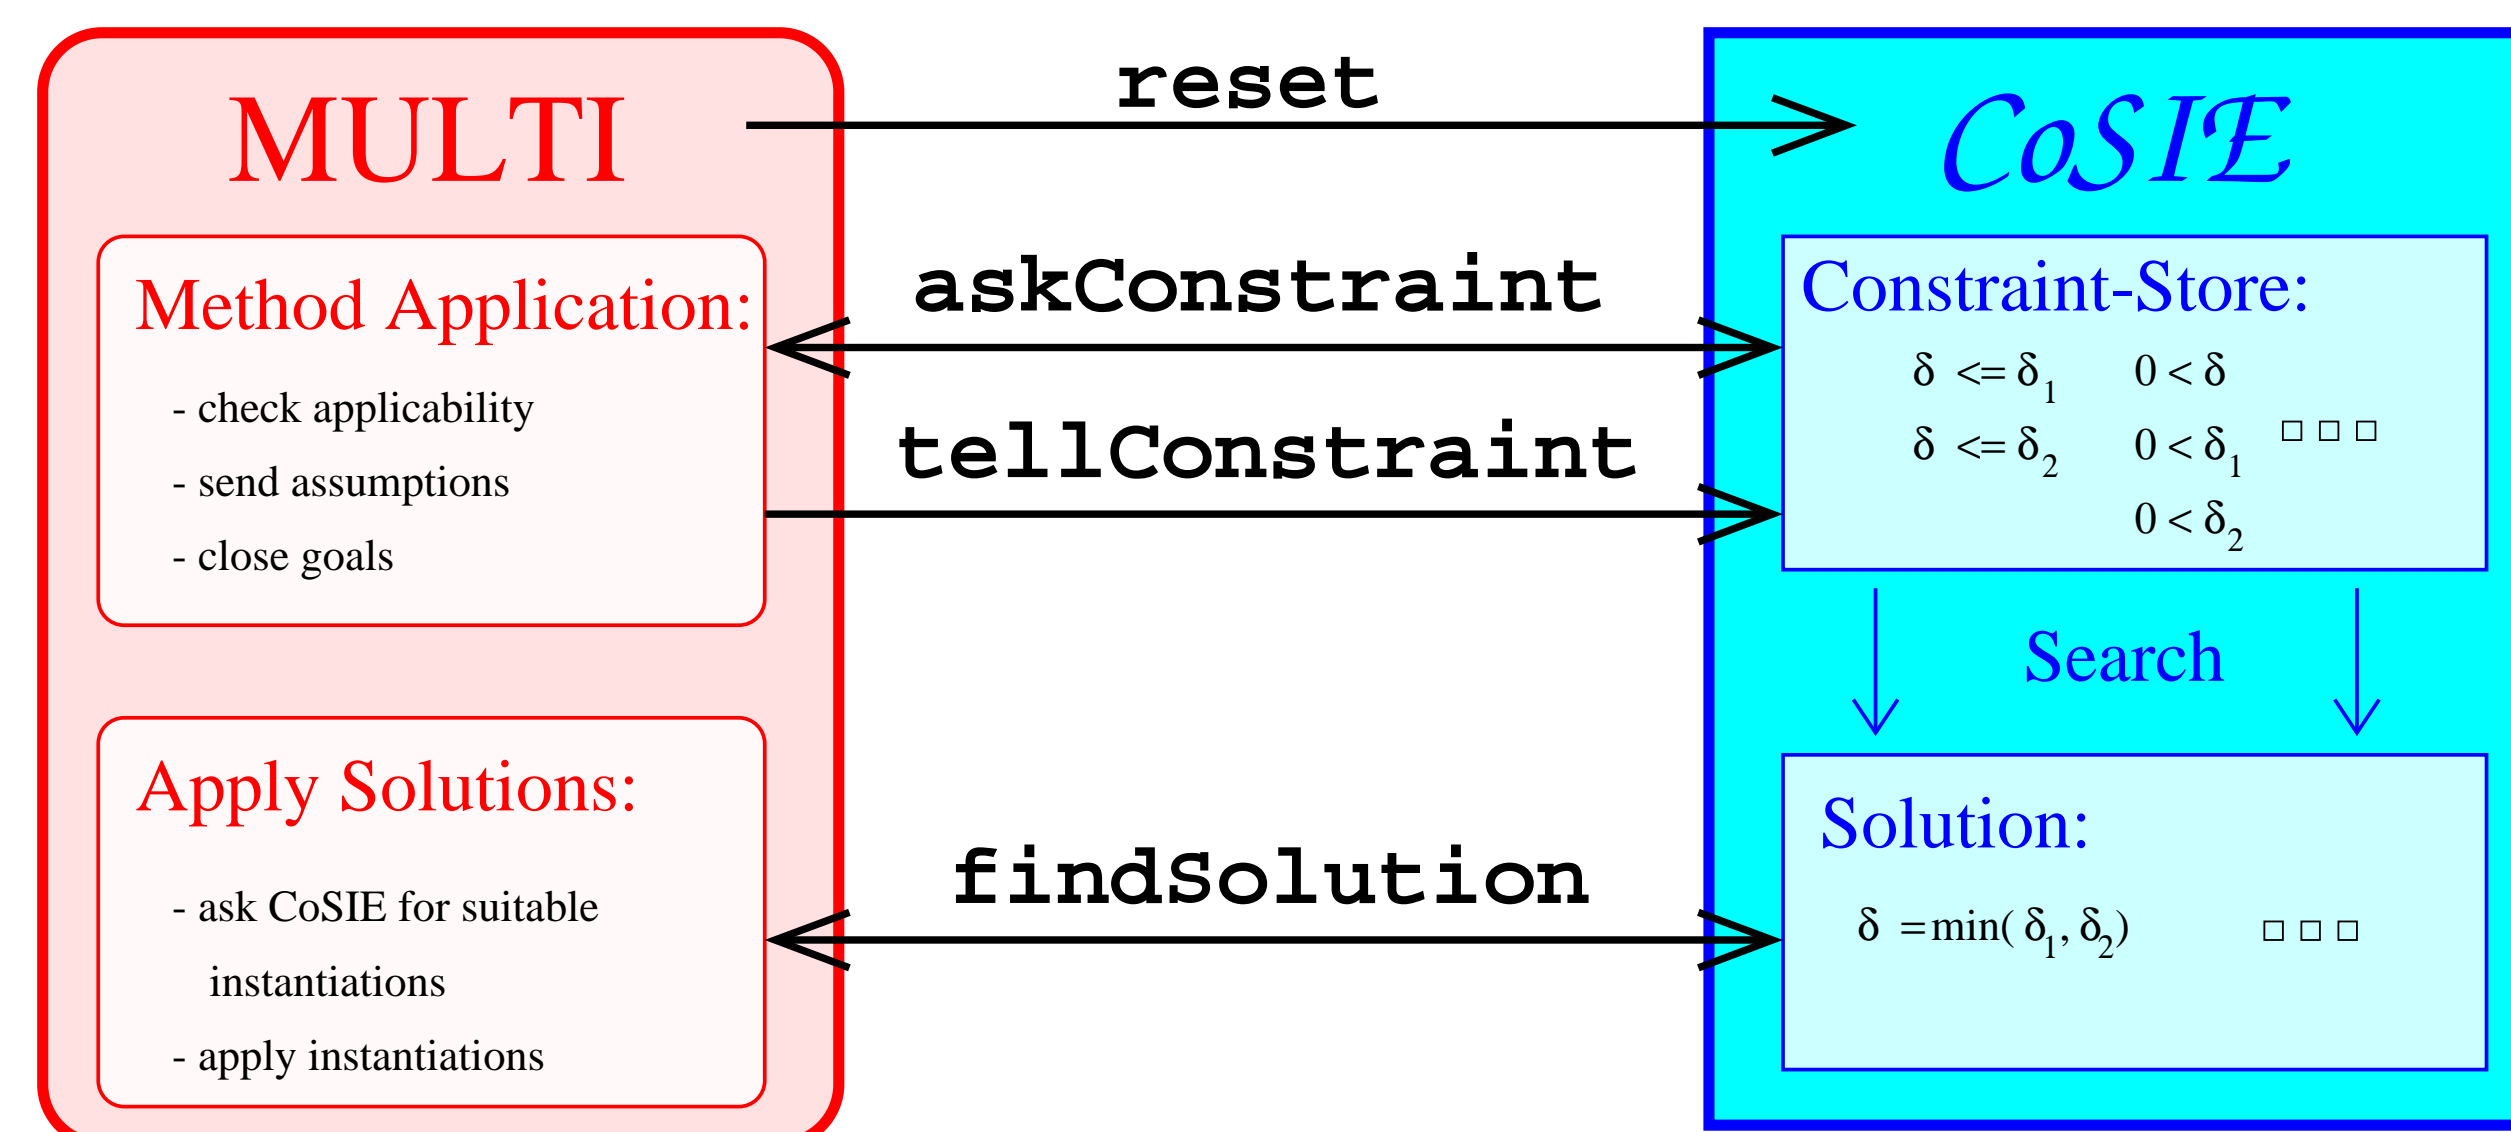 MULTI
Method Application:
- check applicability
- send assumptions
- close goals
Apply Solutions:
- ask CoSIE for suitable
instantiations
- apply instantiations
reset
askConstraint
tellConstraint
findSolution
CoSIE
Constraint-Store:
δ <= δ₁ 0 < δ
δ <= δ₂ 0 < δ₁ □ □ □
0 < δ₂
Search
Solution:
δ = min( δ₁, δ₂) □ □ □